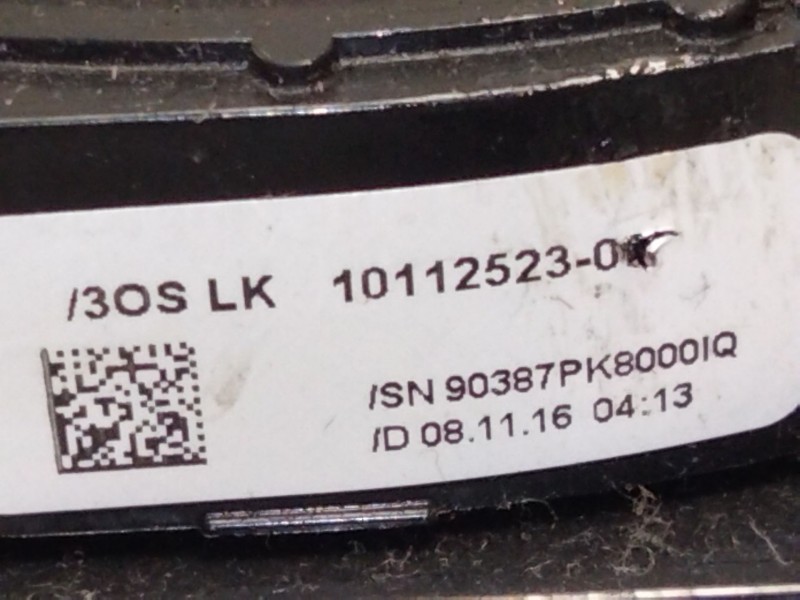 /3OS LK 10112523-0
/SN 90387PK8000IQ
/D 08.11.16 04:13